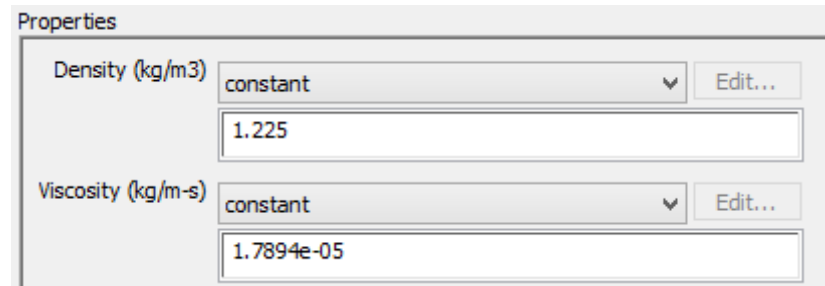 Properties
Density (kg/m3) constant Edit...
1.225
Viscosity (kg/m-s) constant Edit...
1.7894e-05